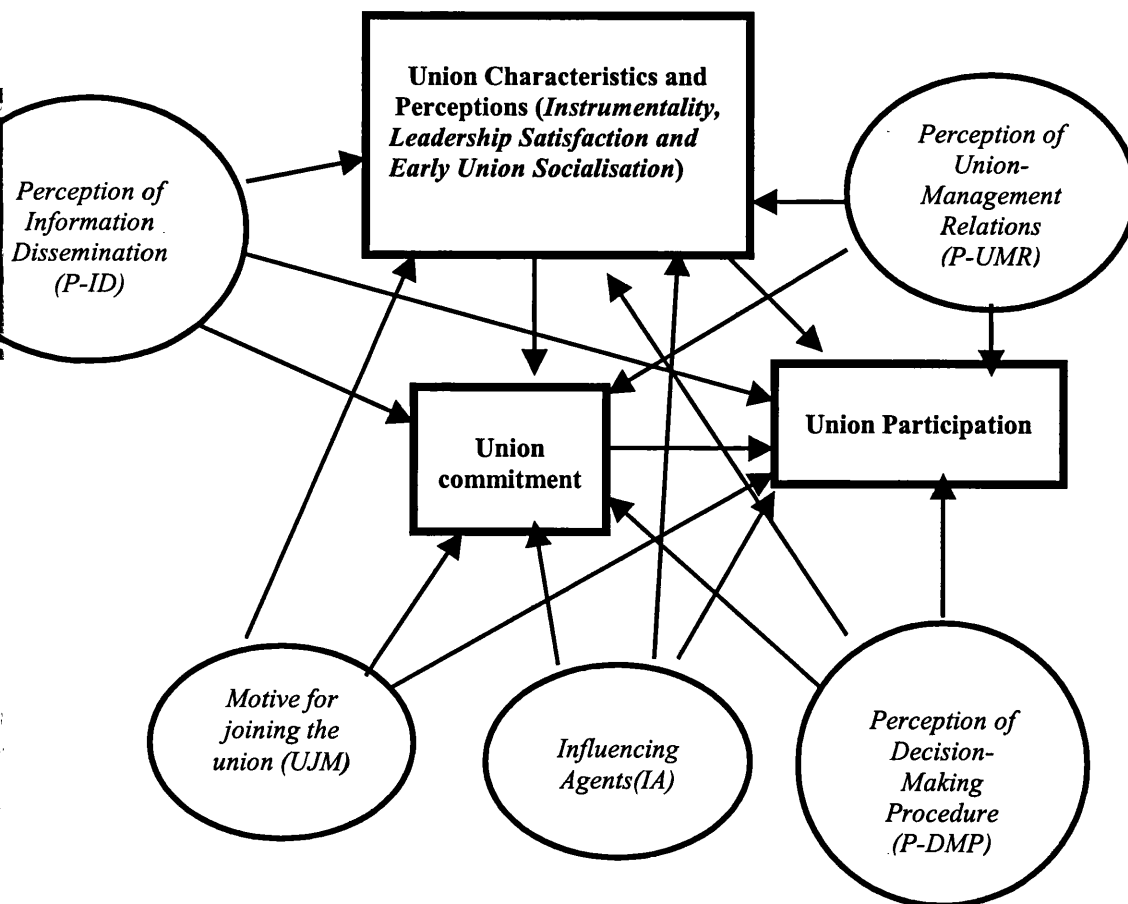 Union Characteristics and
Perceptions (Instrumentality,
Leadership Satisfaction and
Early Union Socialisation)
Perception of
Union-
Management
Relations
(P-UMR)
Perception of
Information
Dissemination
(P-ID)
Union
commitment
Union Participation
Motive for
joining the
union (UJM)
Influencing
Agents(IA)
Perception of
Decision-
Making
Procedure
(P-DMP)